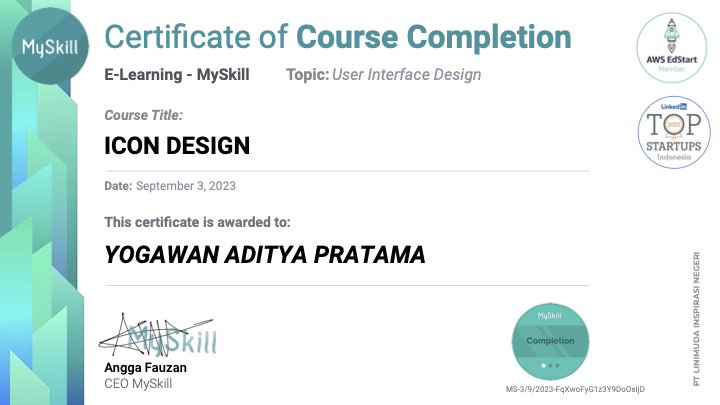 MySkill
Certificate of Course Completion
E-Learning - MySkill Topic: User Interface Design
AWS EdStart
Member
LinkedIn
TOP
2022
STARTUPS
Indonesia
Course Title:
ICON DESIGN
Date: September 3, 2023
This certificate is awarded to:
YOGAWAN ADITYA PRATAMA
MySkill
Angga Fauzan
CEO MySkill
MySkill
Completion
MS-3/9/2023-FqXwoFyG1z3Y9DoOsIjD
PT LINIMUDA INSPIRASI NEGERI